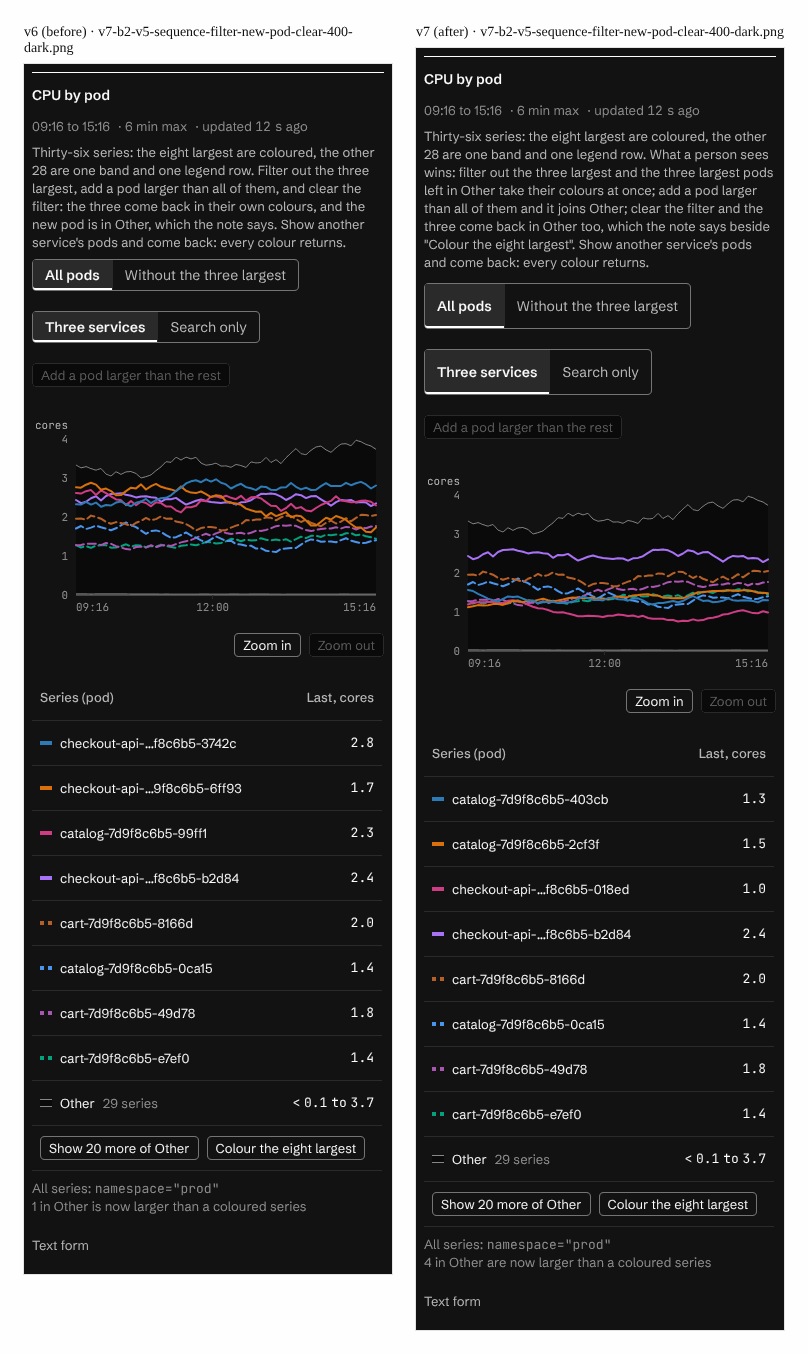 v6 (before) · v7-b2-v5-sequence-filter-new-pod-clear-400-
dark.png
CPU by pod
09:16 to 15:16 · 6 min max · updated 12 s ago
Thirty-six series: the eight largest are coloured, the other
28 are one band and one legend row. Filter out the three
largest, add a pod larger than all of them, and clear the
filter: the three come back in their own colours, and the
new pod is in Other, which the note says. Show another
service's pods and come back: every colour returns.
All pods
Without the three largest
Three services
Search only
Add a pod larger than the rest
cores
4
3
2
1
0
09:16
12:00
15:16
Zoom in
Zoom out
Series (pod)
Last, cores
checkout-api-…f8c6b5-3742c
2.8
checkout-api-…9f8c6b5-6ff93
1.7
catalog-7d9f8c6b5-99ff1
2.3
checkout-api-…f8c6b5-b2d84
2.4
cart-7d9f8c6b5-8166d
2.0
catalog-7d9f8c6b5-0ca15
1.4
cart-7d9f8c6b5-49d78
1.8
cart-7d9f8c6b5-e7ef0
1.4
Other 29 series
< 0.1 to 3.7
Show 20 more of Other
Colour the eight largest
All series: namespace="prod"
1 in Other is now larger than a coloured series
Text form
v7 (after) · v7-b2-v5-sequence-filter-new-pod-clear-400-dark.png
CPU by pod
09:16 to 15:16 · 6 min max · updated 12 s ago
Thirty-six series: the eight largest are coloured, the other
28 are one band and one legend row. What a person sees
wins: filter out the three largest and the three largest pods
left in Other take their colours at once; add a pod larger
than all of them and it joins Other; clear the filter and the
three come back in Other too, which the note says beside
"Colour the eight largest". Show another service's pods
and come back: every colour returns.
All pods
Without the three largest
Three services
Search only
Add a pod larger than the rest
cores
4
3
2
1
0
09:16
12:00
15:16
Zoom in
Zoom out
Series (pod)
Last, cores
catalog-7d9f8c6b5-403cb
1.3
catalog-7d9f8c6b5-2cf3f
1.5
checkout-api-…f8c6b5-018ed
1.0
checkout-api-…f8c6b5-b2d84
2.4
cart-7d9f8c6b5-8166d
2.0
catalog-7d9f8c6b5-0ca15
1.4
cart-7d9f8c6b5-49d78
1.8
cart-7d9f8c6b5-e7ef0
1.4
Other 29 series
< 0.1 to 3.7
Show 20 more of Other
Colour the eight largest
All series: namespace="prod"
4 in Other are now larger than a coloured series
Text form